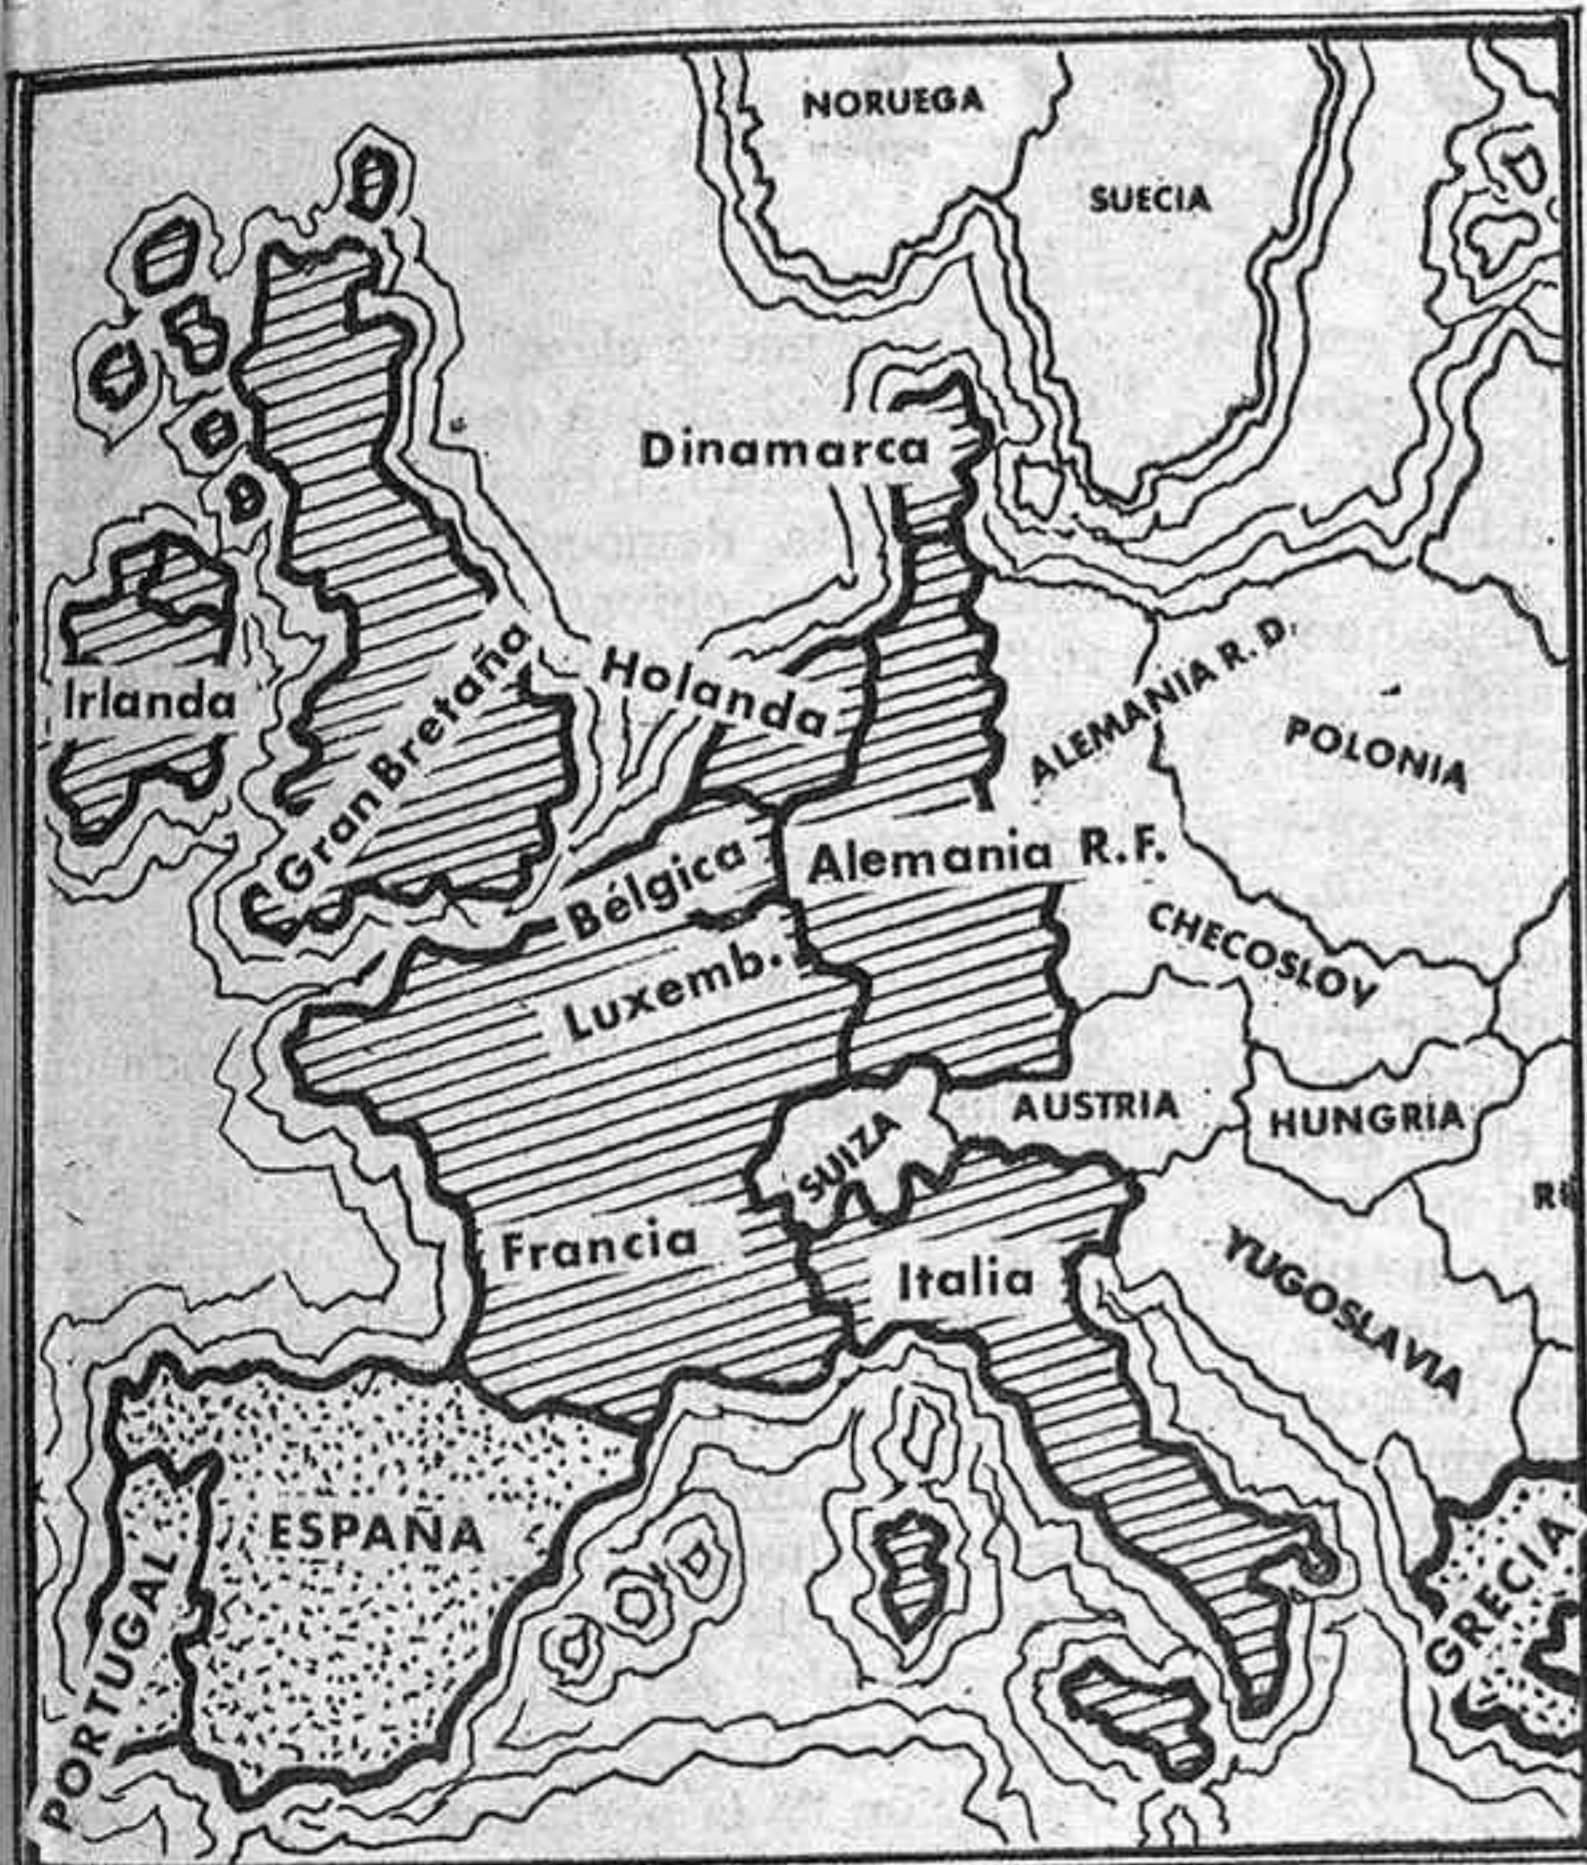 NORUEGA
SUECIA
Dinamarca
Irlanda
Gran Bretaña
Holanda
ALEMANIA R. D.
POLONIA
Bélgica
Alemania R.F.
Luxemb.
CHECOSLOV
SUIZA
AUSTRIA
HUNGRIA
Francia
Italia
YUGOSLAVIA
ESPAÑA
PORTUGAL
GRECIA